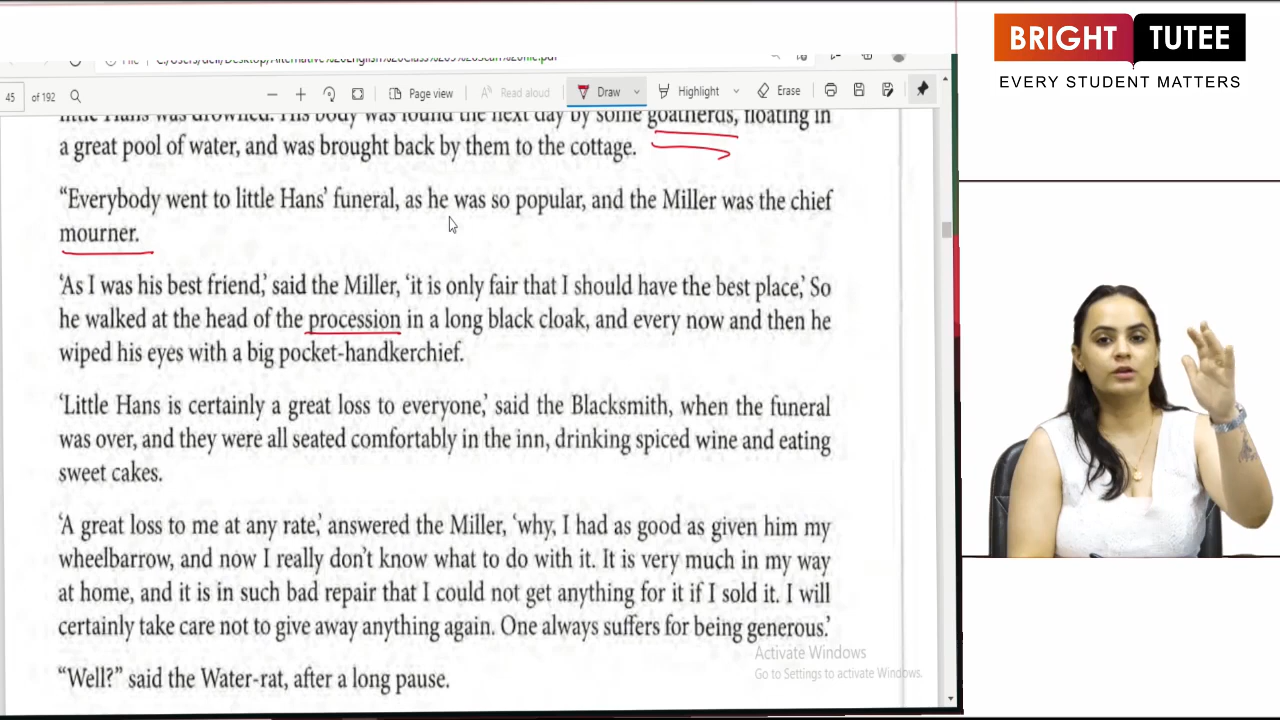 BRIGHT TUTEE
EVERY STUDENT MATTERS
45 of 192
Page view
Read aloud
Draw
Highlight
Erase
little Hans was drowned. His body was found the next day by some goatherds, floating in
a great pool of water, and was brought back by them to the cottage.
“Everybody went to little Hans’ funeral, as he was so popular, and the Miller was the chief
mourner.
‘As I was his best friend,’ said the Miller, ‘it is only fair that I should have the best place,’ So
he walked at the head of the procession in a long black cloak, and every now and then he
wiped his eyes with a big pocket-handkerchief.
‘Little Hans is certainly a great loss to everyone,’ said the Blacksmith, when the funeral
was over, and they were all seated comfortably in the inn, drinking spiced wine and eating
sweet cakes.
‘A great loss to me at any rate,’ answered the Miller, ‘why, I had as good as given him my
wheelbarrow, and now I really don’t know what to do with it. It is very much in my way
at home, and it is in such bad repair that I could not get anything for it if I sold it. I will
certainly take care not to give away anything again. One always suffers for being generous.’
“Well?” said the Water-rat, after a long pause.
Activate Windows
Go to Settings to activate Windows.